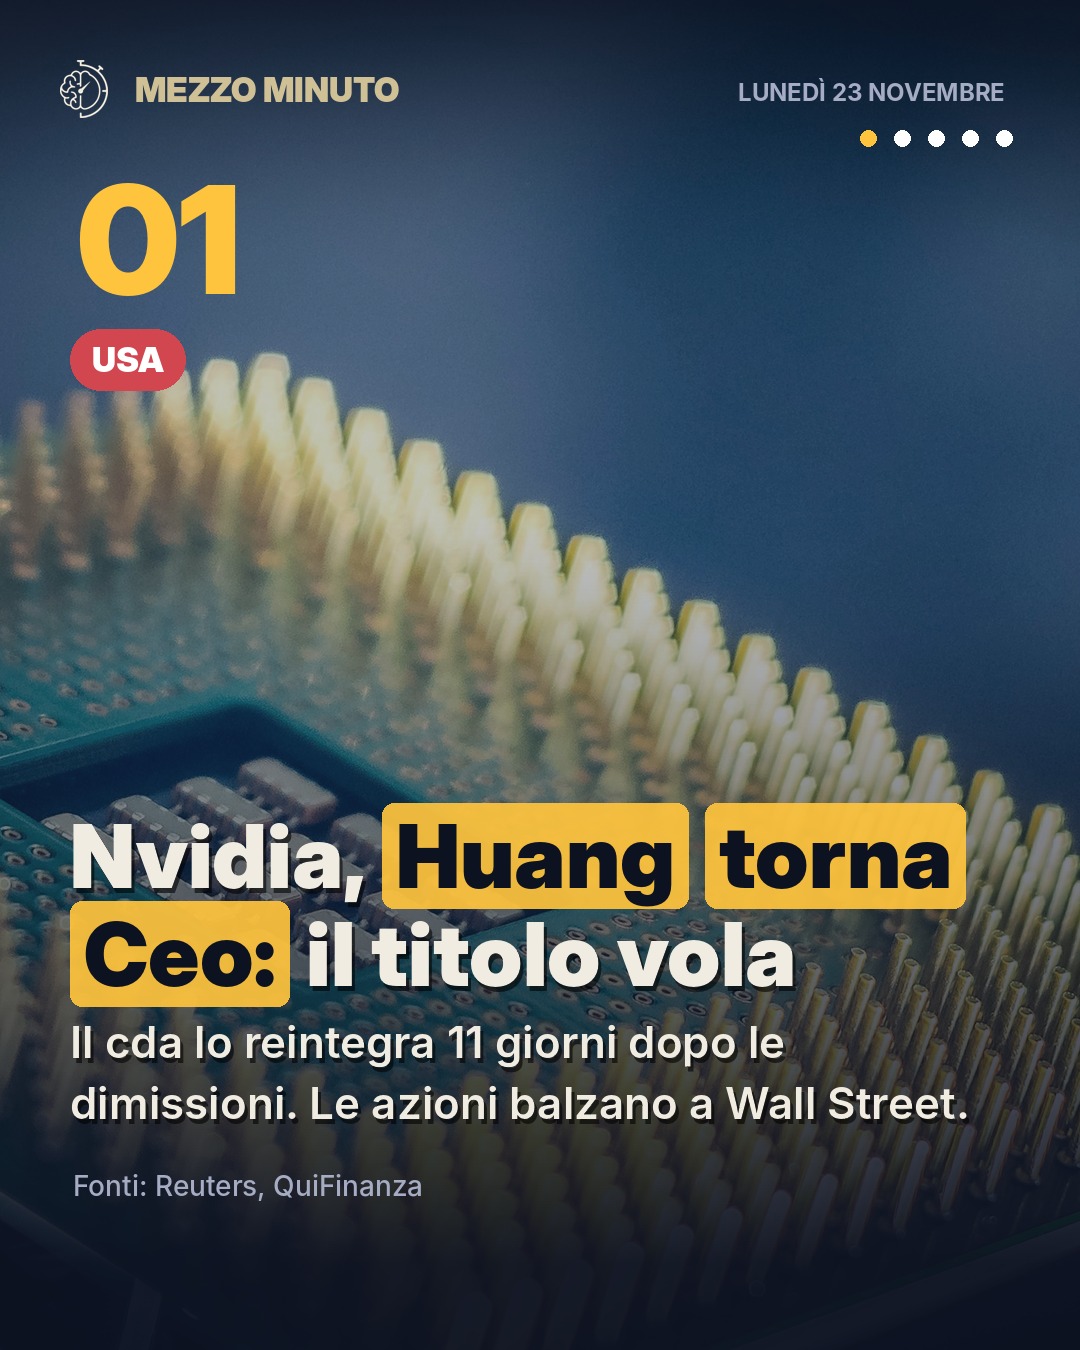 MEZZO MINUTO
LUNEDÌ 23 NOVEMBRE
01
USA
Nvidia, Huang torna
Ceo: il titolo vola
Il cda lo reintegra 11 giorni dopo le
dimissioni. Le azioni balzano a Wall Street.
Fonti: Reuters, QuiFinanza